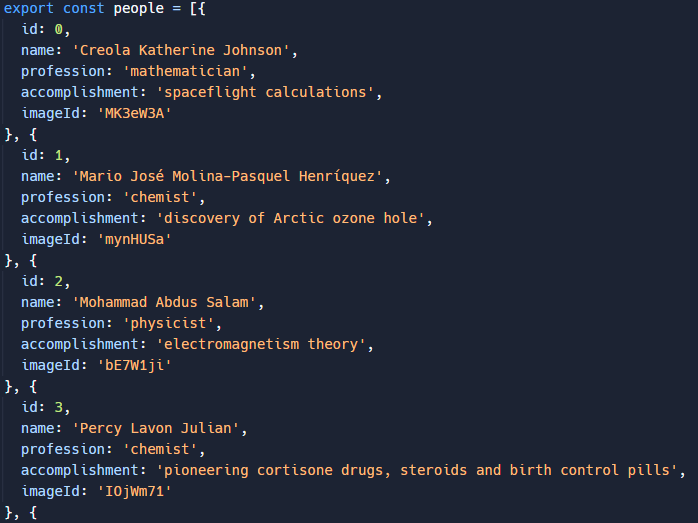 export const people = [{
  id: 0,
  name: 'Creola Katherine Johnson',
  profession: 'mathematician',
  accomplishment: 'spaceflight calculations',
  imageId: 'MK3eW3A'
}, {
  id: 1,
  name: 'Mario José Molina-Pasquel Henríquez',
  profession: 'chemist',
  accomplishment: 'discovery of Arctic ozone hole',
  imageId: 'mynHUSa'
}, {
  id: 2,
  name: 'Mohammad Abdus Salam',
  profession: 'physicist',
  accomplishment: 'electromagnetism theory',
  imageId: 'bE7W1ji'
}, {
  id: 3,
  name: 'Percy Lavon Julian',
  profession: 'chemist',
  accomplishment: 'pioneering cortisone drugs, steroids and birth control pills',
  imageId: 'IOjWm71'
}, {